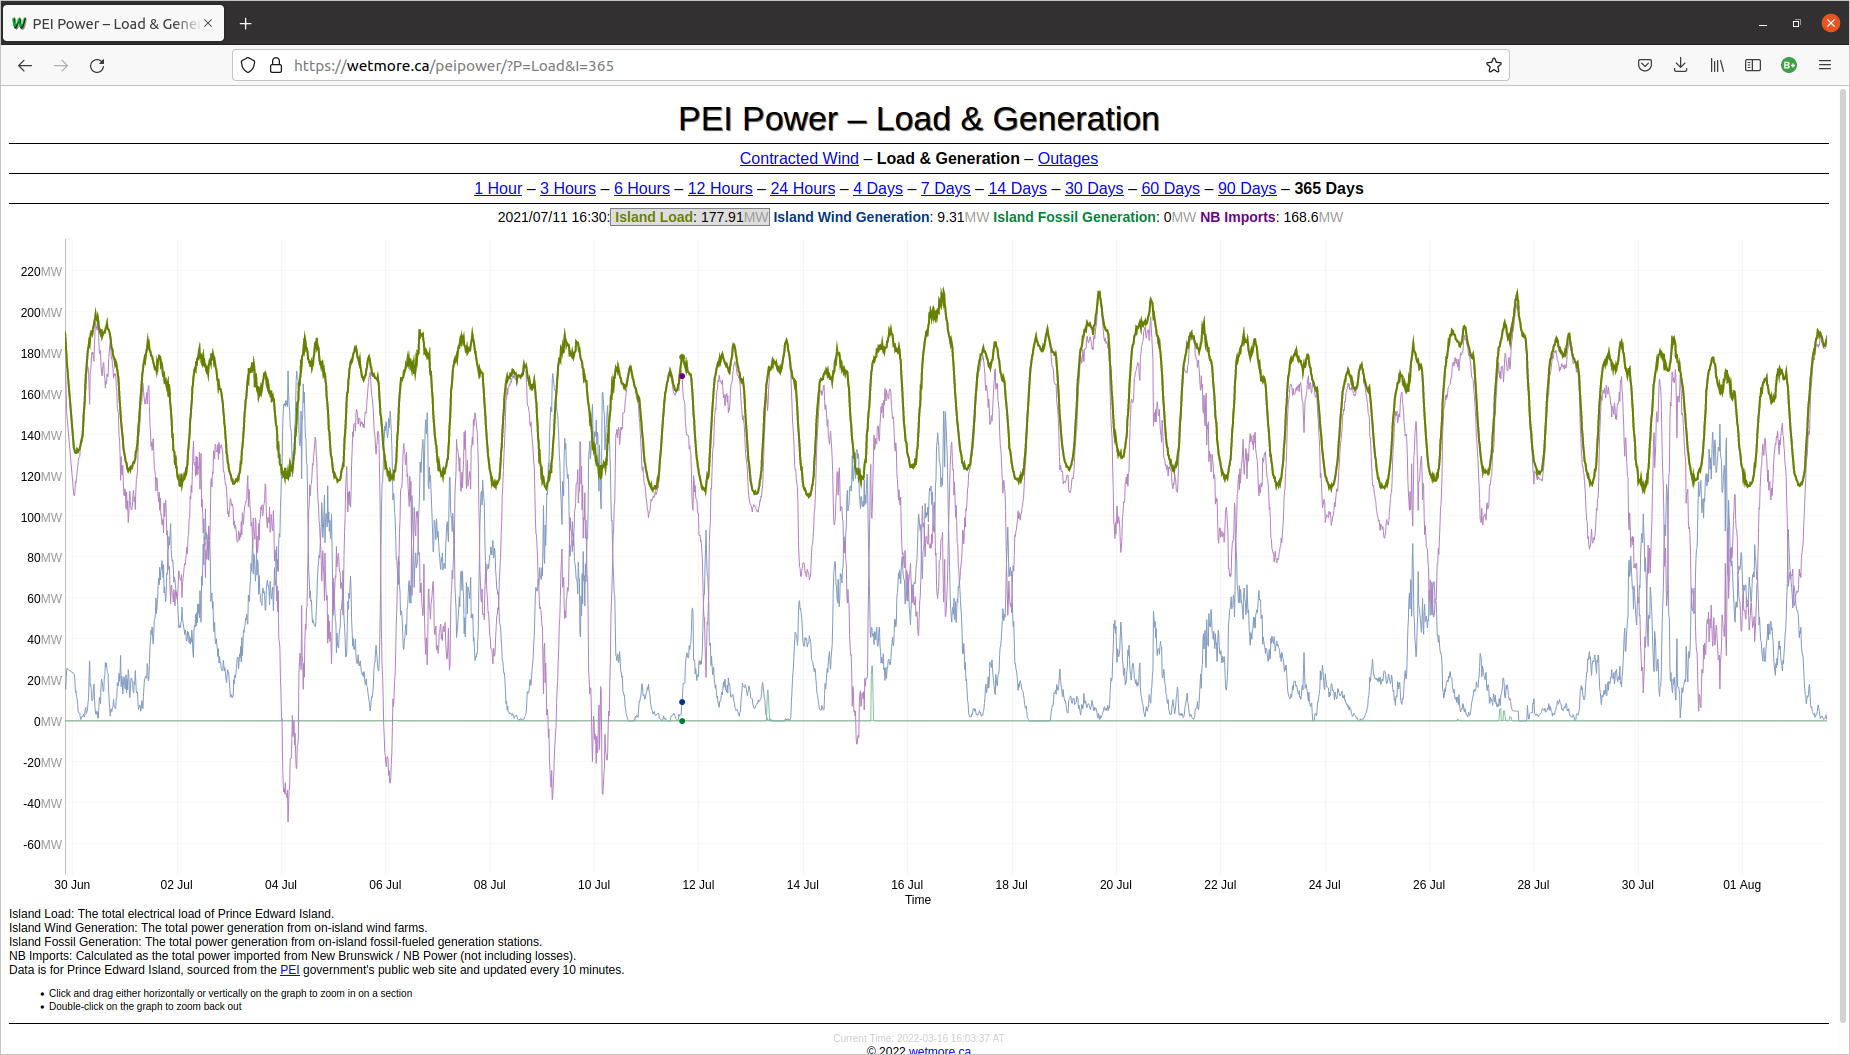 PEI Power – Load & Gene
https://wetmore.ca/peipower/?P=Load&I=365
B+
PEI Power – Load & Generation
Contracted Wind – Load & Generation – Outages
1 Hour – 3 Hours – 6 Hours – 12 Hours – 24 Hours – 4 Days – 7 Days – 14 Days – 30 Days – 60 Days – 90 Days – 365 Days
2021/07/11 16:30: Island Load: 177.91MW Island Wind Generation: 9.31MW Island Fossil Generation: 0MW NB Imports: 168.6MW
220MW
200MW
180MW
160MW
140MW
120MW
100MW
80MW
60MW
40MW
20MW
0MW
-20MW
-40MW
-60MW
30 Jun 02 Jul 04 Jul 06 Jul 08 Jul 10 Jul 12 Jul 14 Jul 16 Jul 18 Jul 20 Jul 22 Jul 24 Jul 26 Jul 28 Jul 30 Jul 01 Aug
Time
Island Load: The total electrical load of Prince Edward Island.
Island Wind Generation: The total power generation from on-island wind farms.
Island Fossil Generation: The total power generation from on-island fossil-fueled generation stations.
NB Imports: Calculated as the total power imported from New Brunswick / NB Power (not including losses).
Data is for Prince Edward Island, sourced from the PEI government's public web site and updated every 10 minutes.
• Click and drag either horizontally or vertically on the graph to zoom in on a section
• Double-click on the graph to zoom back out
Current Time: 2022-03-16 16:03:37 AT
© 2022 wetmore.ca